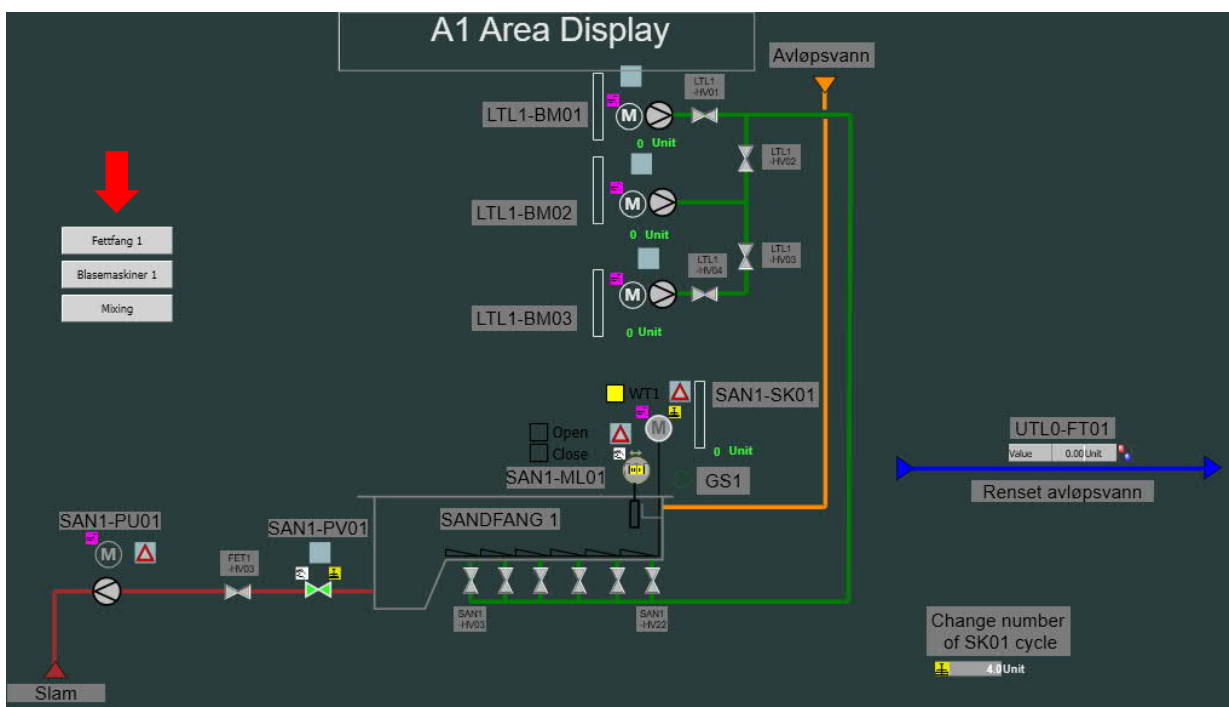 A1 Area Display
Avløpsvann
LTL1
-HV01
LTL1-BM01
M
0 Unit
LTL1
-HV02
LTL1-BM02
M
0 Unit
LTL1
-HV03
LTL1
-HV04
LTL1-BM03
M
0 Unit
Fettfang 1
Blasemaskiner 1
Mixing
WT1
SAN1-SK01
M
0 Unit
Open
Close
SAN1-ML01
GS1
UTL0-FT01
Value 0.00 Unit
Renset avløpsvann
SANDFANG 1
SAN1-PU01
M
SAN1-PV01
FET1
-HV03
SAN1
-HV03
SAN1
-HV22
Slam
Change number
of SK01 cycle
4.0 Unit